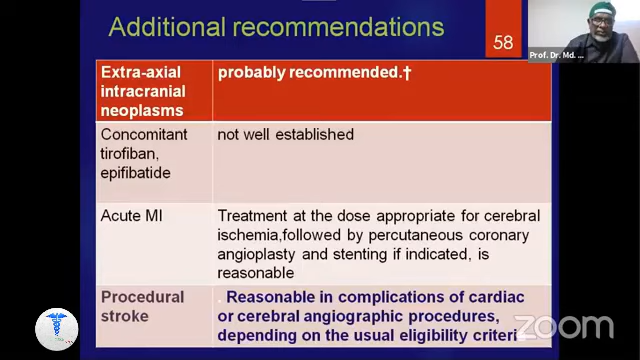 Additional recommendations
58
Prof. Dr. Md. ...
Extra-axial
intracranial
neoplasms
probably recommended.†
Concomitant
tirofiban,
epifibatide
not well established
Acute MI
Treatment at the dose appropriate for cerebral
ischemia,followed by percutaneous coronary
angioplasty and stenting if indicated, is
reasonable
Procedural
stroke
. Reasonable in complications of cardiac
or cerebral angiographic procedures,
depending on the usual eligibility criteri
zoom